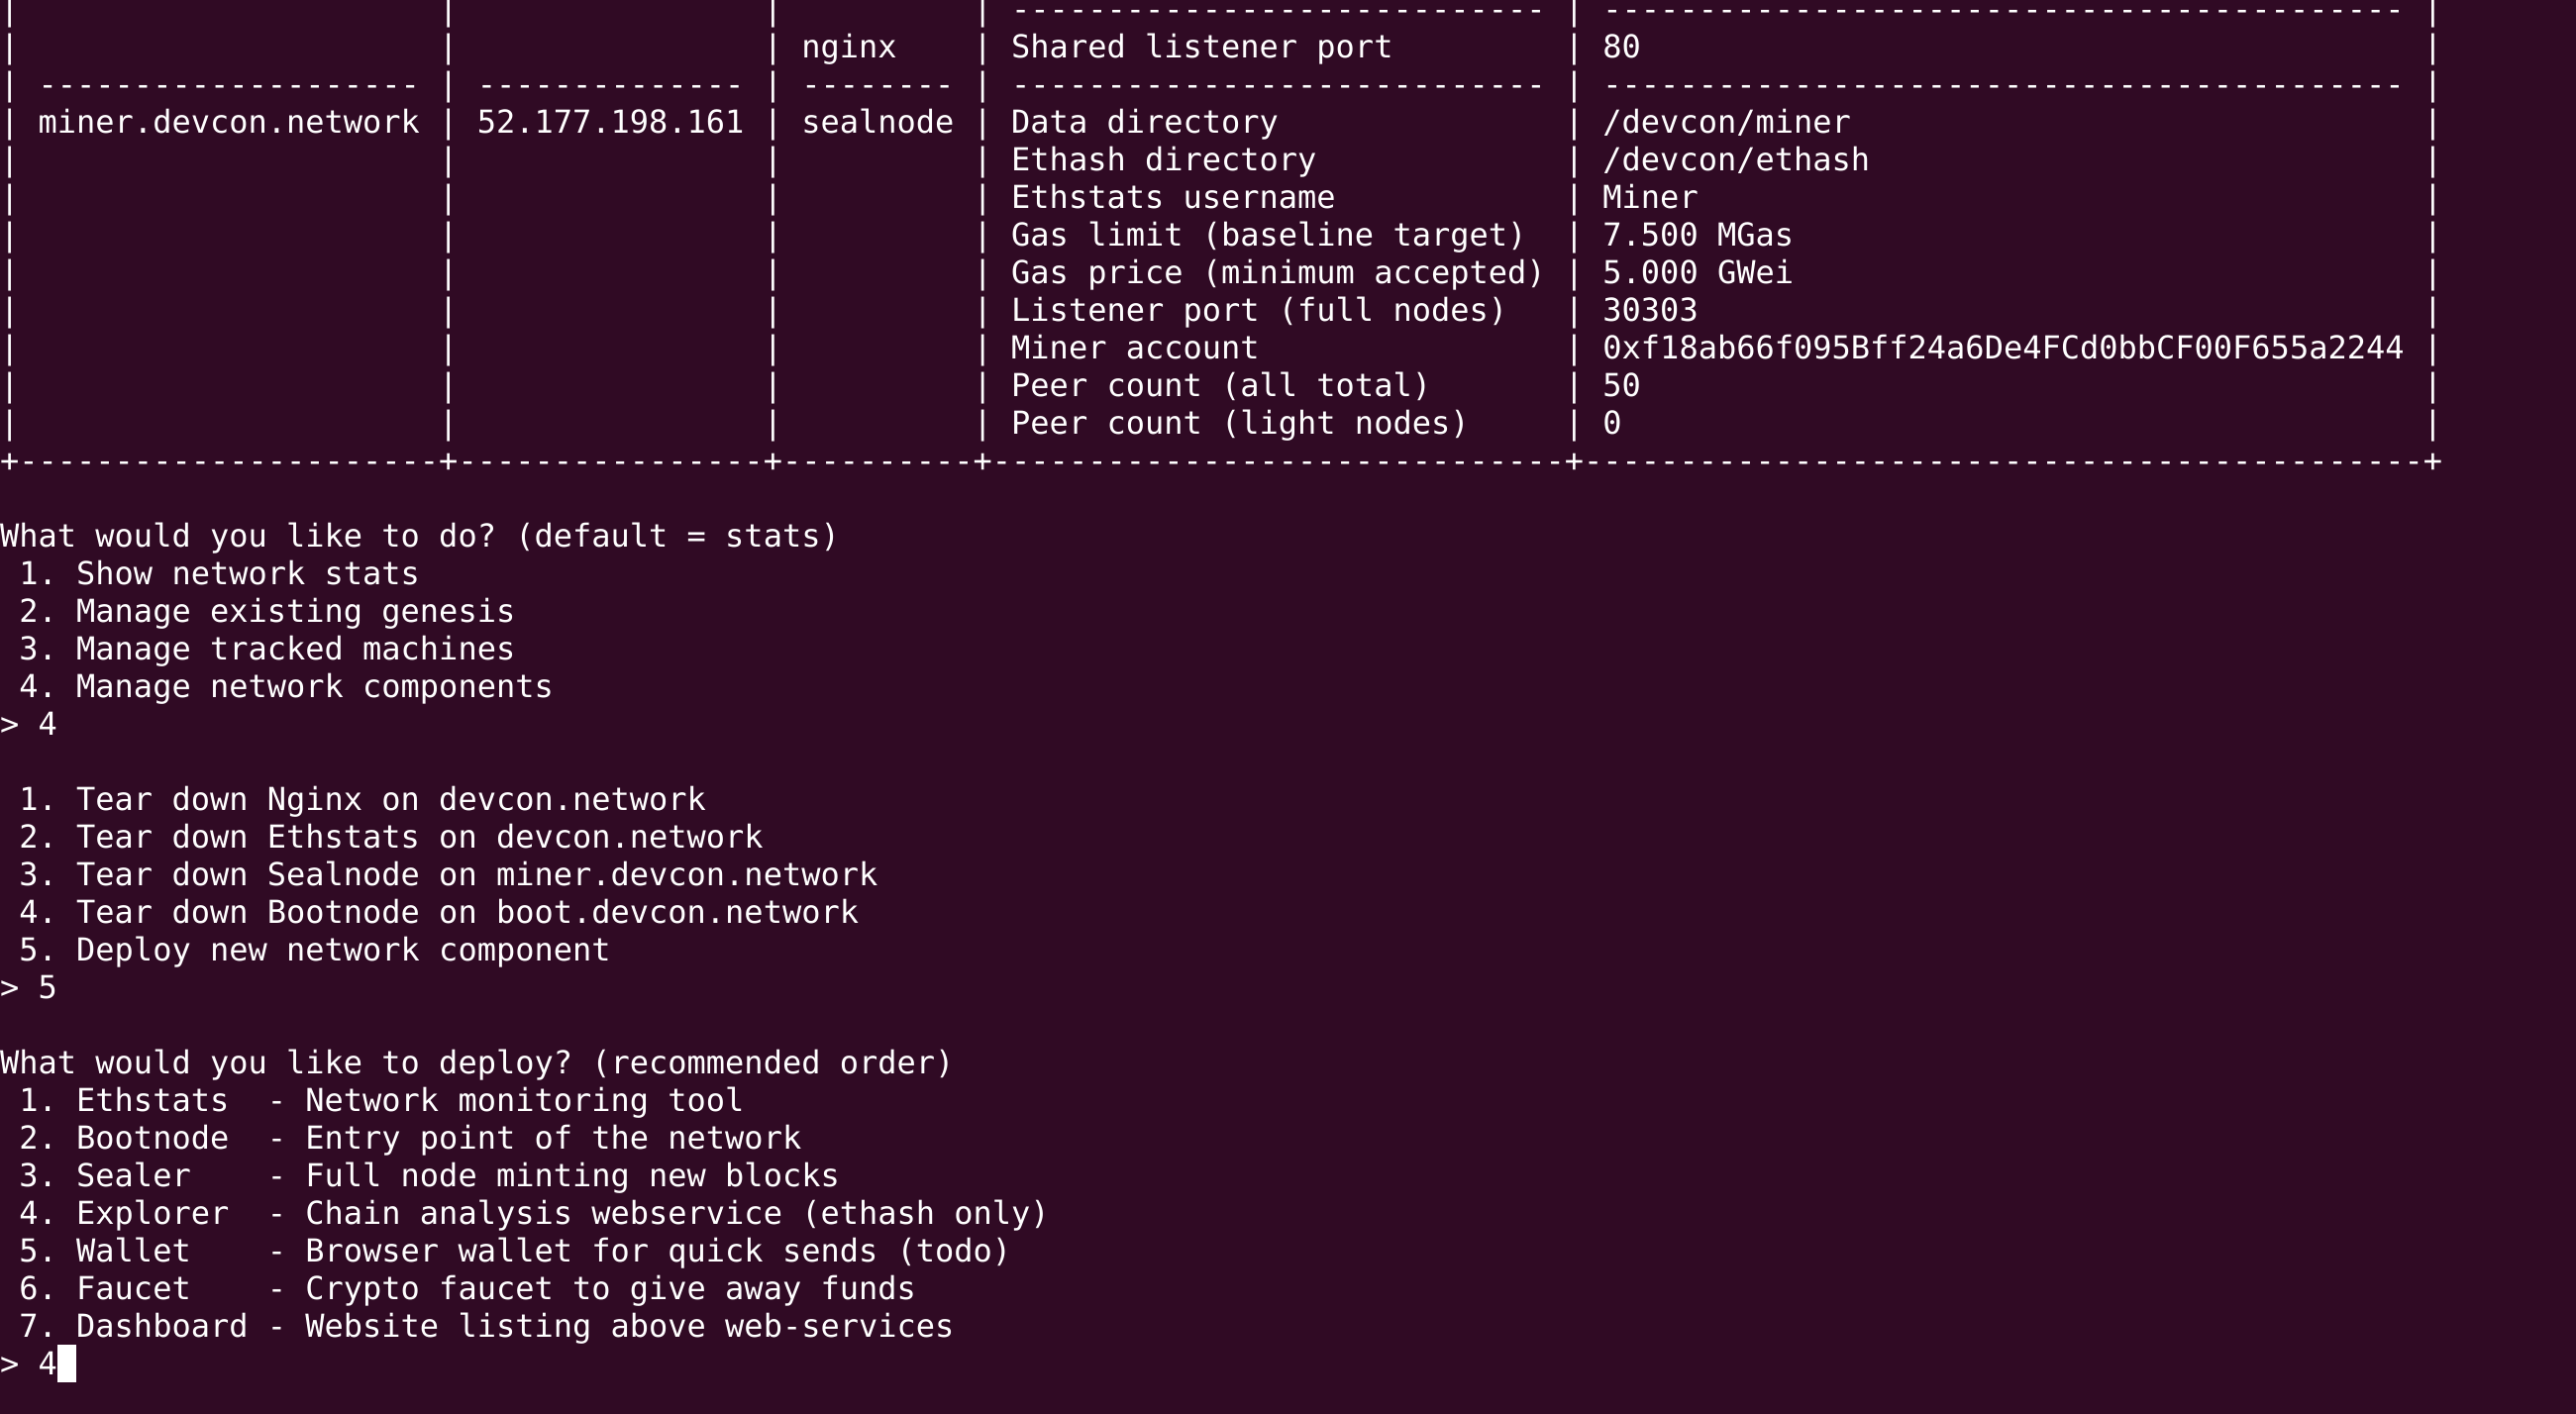 |                      |                |          | ---------------------------- | ------------------------------------------ |
|                      |                | nginx    | Shared listener port         | 80                                         |
| -------------------- | -------------- | -------- | ---------------------------- | ------------------------------------------ |
| miner.devcon.network | 52.177.198.161 | sealnode | Data directory               | /devcon/miner                              |
|                      |                |          | Ethash directory             | /devcon/ethash                             |
|                      |                |          | Ethstats username            | Miner                                      |
|                      |                |          | Gas limit (baseline target)  | 7.500 MGas                                 |
|                      |                |          | Gas price (minimum accepted) | 5.000 GWei                                 |
|                      |                |          | Listener port (full nodes)   | 30303                                      |
|                      |                |          | Miner account                | 0xf18ab66f095Bff24a6De4FCd0bbCF00F655a2244 |
|                      |                |          | Peer count (all total)       | 50                                         |
|                      |                |          | Peer count (light nodes)     | 0                                          |
+----------------------+----------------+----------+------------------------------+--------------------------------------------+
What would you like to do? (default = stats)
 1. Show network stats
 2. Manage existing genesis
 3. Manage tracked machines
 4. Manage network components
> 4
 1. Tear down Nginx on devcon.network
 2. Tear down Ethstats on devcon.network
 3. Tear down Sealnode on miner.devcon.network
 4. Tear down Bootnode on boot.devcon.network
 5. Deploy new network component
> 5
What would you like to deploy? (recommended order)
 1. Ethstats  - Network monitoring tool
 2. Bootnode  - Entry point of the network
 3. Sealer    - Full node minting new blocks
 4. Explorer  - Chain analysis webservice (ethash only)
 5. Wallet    - Browser wallet for quick sends (todo)
 6. Faucet    - Crypto faucet to give away funds
 7. Dashboard - Website listing above web-services
> 4